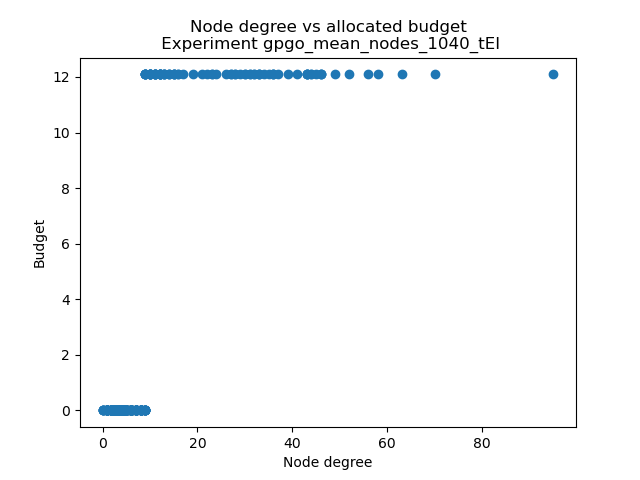 Node degree vs allocated budget
Experiment gpgo_mean_nodes_1040_tEI
12
10
8
6
4
2
0
Budget
0 20 40 60 80
Node degree